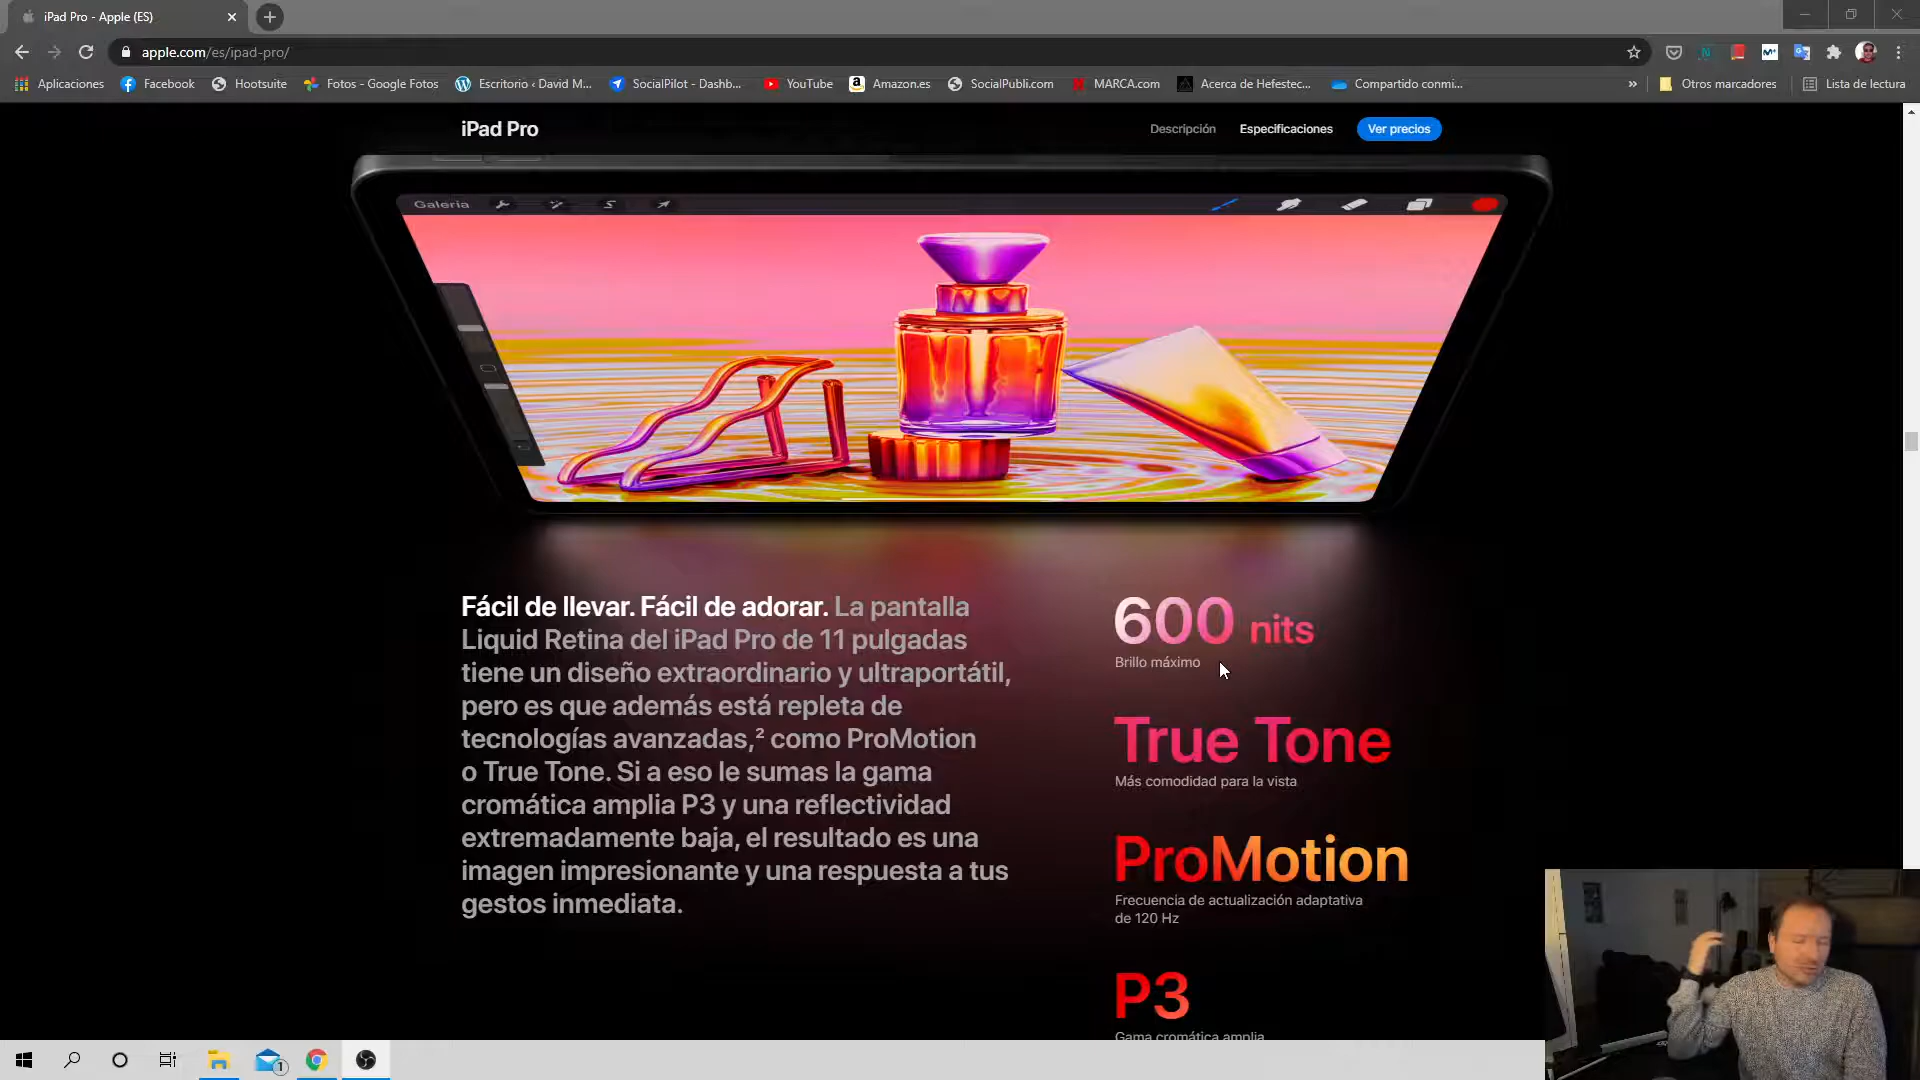 iPad Pro - Apple (ES)
apple.com/es/ipad-pro/
Aplicaciones
Facebook
Hootsuite
Fotos - Google Fotos
Escritorio ‹ David M...
SocialPilot - Dashb...
YouTube
Amazon.es
SocialPubli.com
MARCA.com
Acerca de Hefestec...
Compartido conmi...
»
Otros marcadores
Lista de lectura
iPad Pro
Descripción
Especificaciones
Ver precios
Galería
Fácil de llevar. Fácil de adorar. La pantalla
Liquid Retina del iPad Pro de 11 pulgadas
tiene un diseño extraordinario y ultraportátil,
pero es que además está repleta de
tecnologías avanzadas,² como ProMotion
o True Tone. Si a eso le sumas la gama
cromática amplia P3 y una reflectividad
extremadamente baja, el resultado es una
imagen impresionante y una respuesta a tus
gestos inmediata.
600 nits
Brillo máximo
True Tone
Más comodidad para la vista
ProMotion
Frecuencia de actualización adaptativa
de 120 Hz
P3
Gama cromática amplia
1